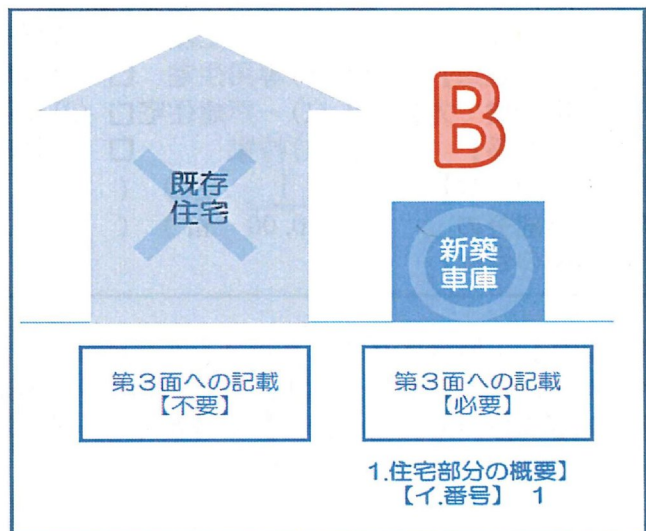 B
既存
住宅
新築
車庫
第３面への記載
【不要】
第３面への記載
【必要】
1.住宅部分の概要】
【イ.番号】 1